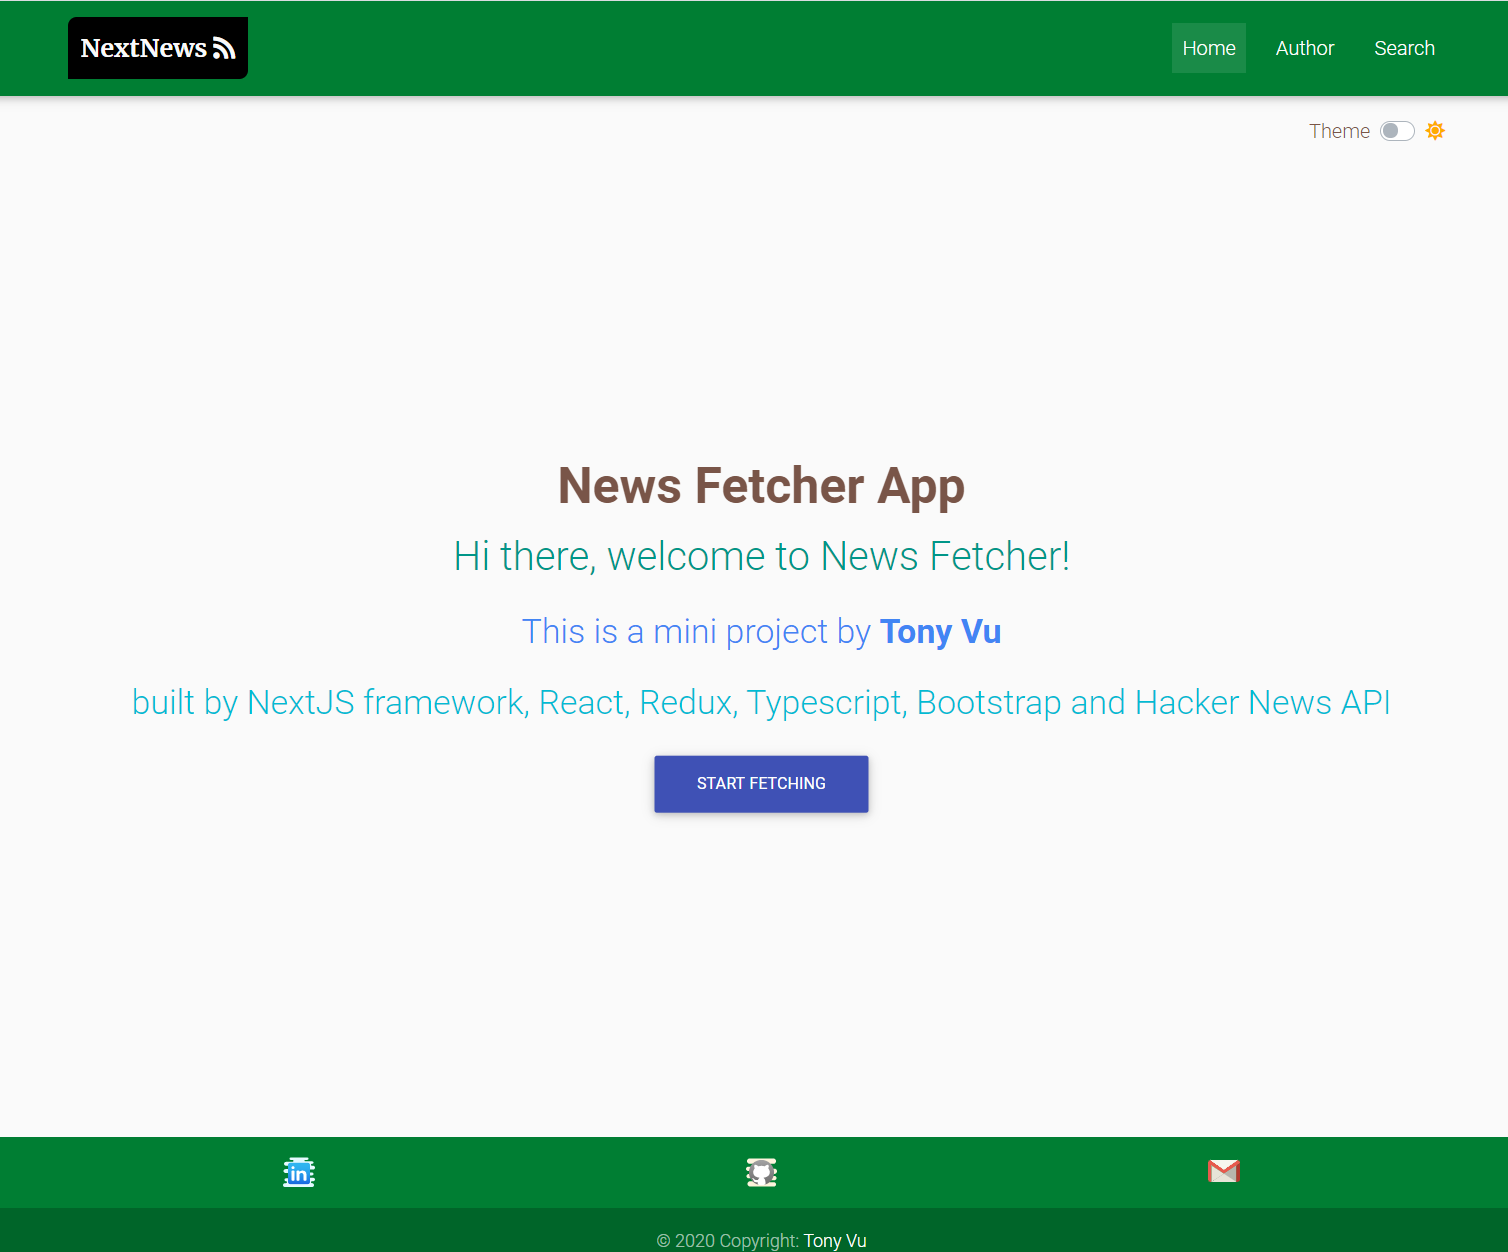 NextNews
Home Author Search
Theme
News Fetcher App
Hi there, welcome to News Fetcher!
This is a mini project by Tony Vu
built by NextJS framework, React, Redux, Typescript, Bootstrap and Hacker News API
START FETCHING
in
© 2020 Copyright: Tony Vu